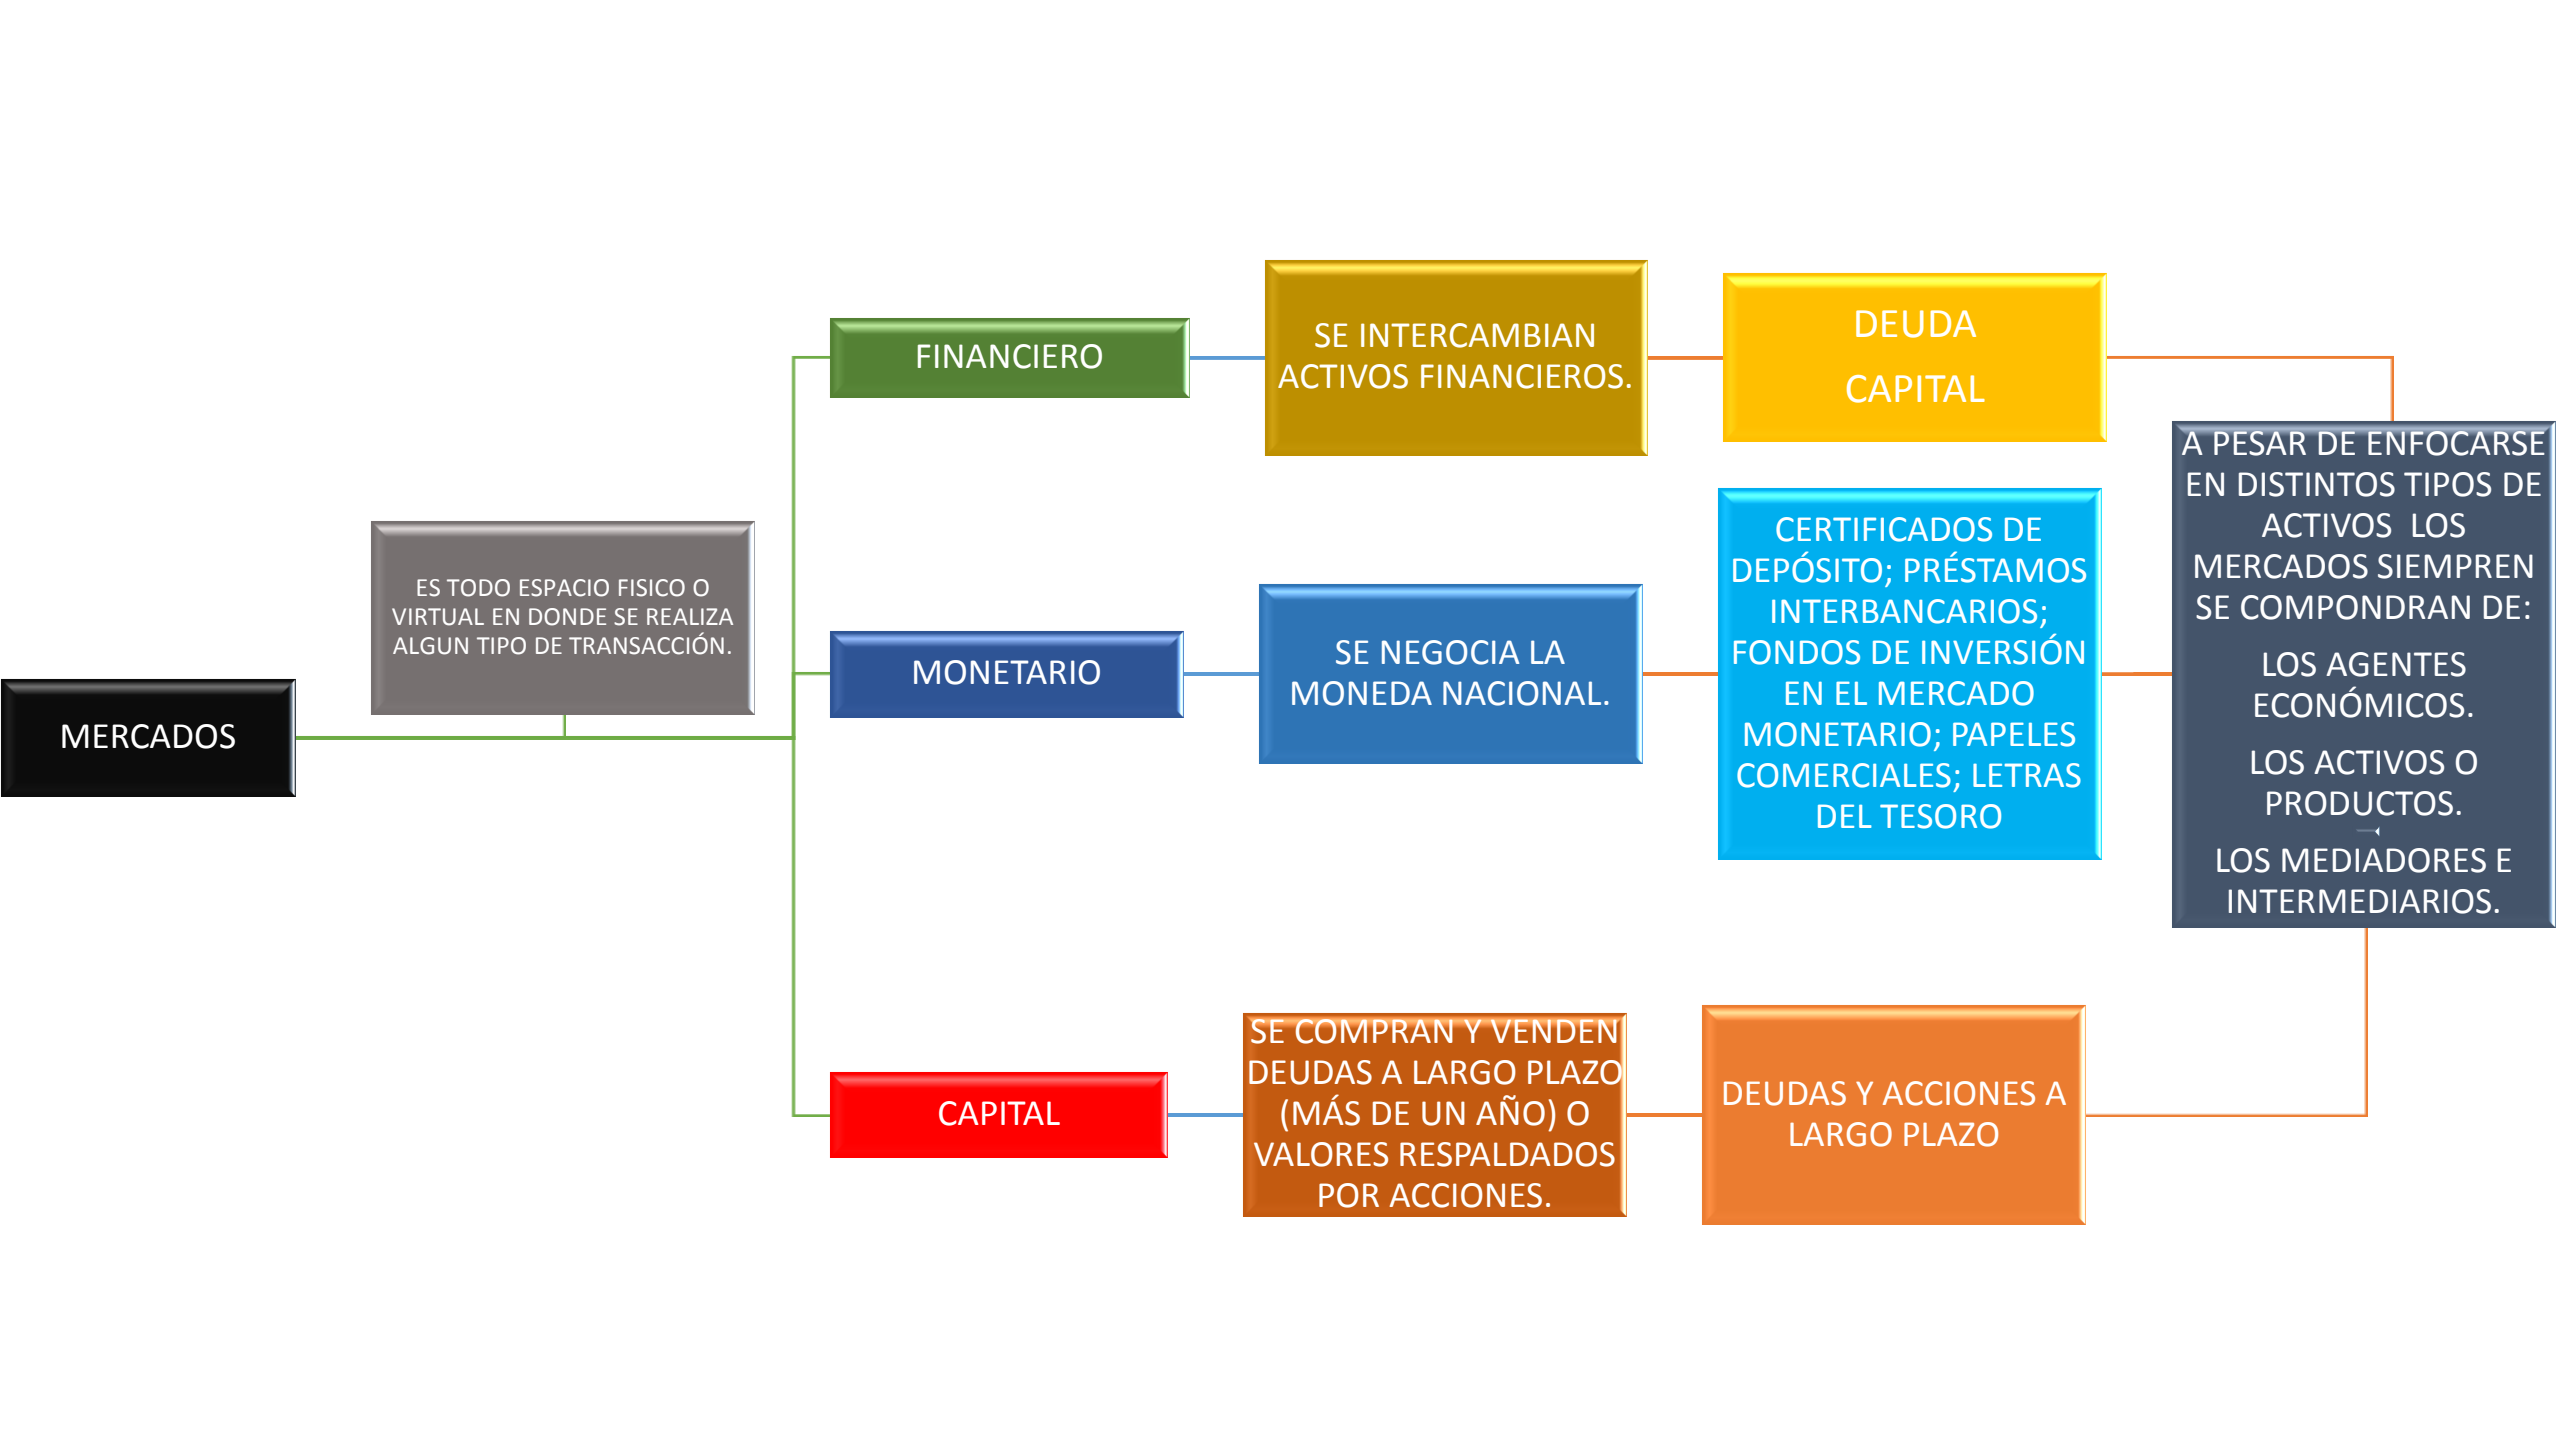 MERCADOS
ES TODO ESPACIO FISICO O
VIRTUAL EN DONDE SE REALIZA
ALGUN TIPO DE TRANSACCIÓN.
FINANCIERO
SE INTERCAMBIAN
ACTIVOS FINANCIEROS.
DEUDA
CAPITAL
MONETARIO
SE NEGOCIA LA
MONEDA NACIONAL.
CERTIFICADOS DE
DEPÓSITO; PRÉSTAMOS
INTERBANCARIOS;
FONDOS DE INVERSIÓN
EN EL MERCADO
MONETARIO; PAPELES
COMERCIALES; LETRAS
DEL TESORO
CAPITAL
SE COMPRAN Y VENDEN
DEUDAS A LARGO PLAZO
(MÁS DE UN AÑO) O
VALORES RESPALDADOS
POR ACCIONES.
DEUDAS Y ACCIONES A
LARGO PLAZO
A PESAR DE ENFOCARSE
EN DISTINTOS TIPOS DE
ACTIVOS  LOS
MERCADOS SIEMPREN
SE COMPONDRAN DE:
LOS AGENTES
ECONÓMICOS.
LOS ACTIVOS O
PRODUCTOS.
LOS MEDIADORES E
INTERMEDIARIOS.